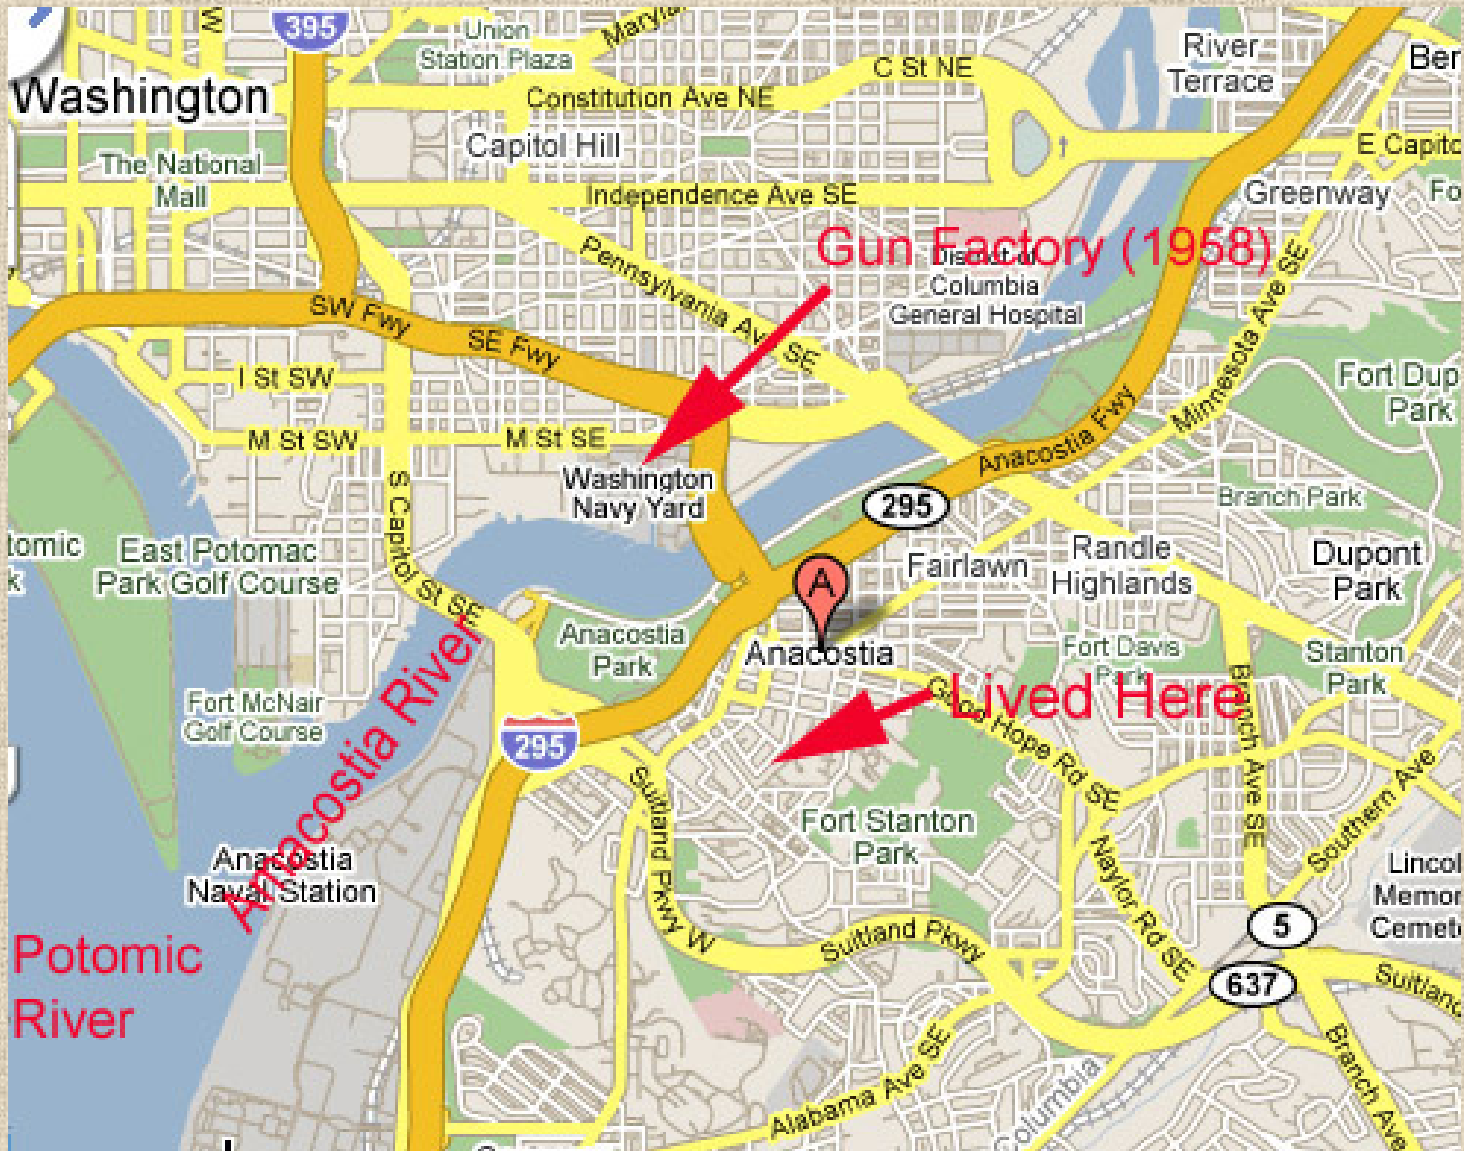 395
W
Union
Station Plaza
C St NE
River
Terrace
Washington
Constitution Ave NE
Capitol Hill
The National
Mall
Independence Ave SE
Greenway
Gun Factory (1958)
District of
Columbia
General Hospital
Pennsylvania Ave SE
SW Fwy
SE Fwy
I St SW
M St SW
M St SE
Minnesota Ave SE
Anacostia Fwy
Washington
Navy Yard
295
Branch Park
S Capitol St SE
East Potomac
Park Golf Course
A
Fairlawn
Randle
Highlands
Dupont
Park
Anacostia
Park
Anacostia
Fort Davis
Park
Stanton
Park
Lived Here
Good Hope Rd SE
Branch Ave SE
Fort McNair
Golf Course
Anacostia River
295
Suitland Pkwy W
Fort Stanton
Park
Southern Ave
Naylor Rd SE
Anacostia
Naval Station
5
Potomic
River
Suitland Pkwy
637
Alabama Ave SE
Columbia
Branch Ave